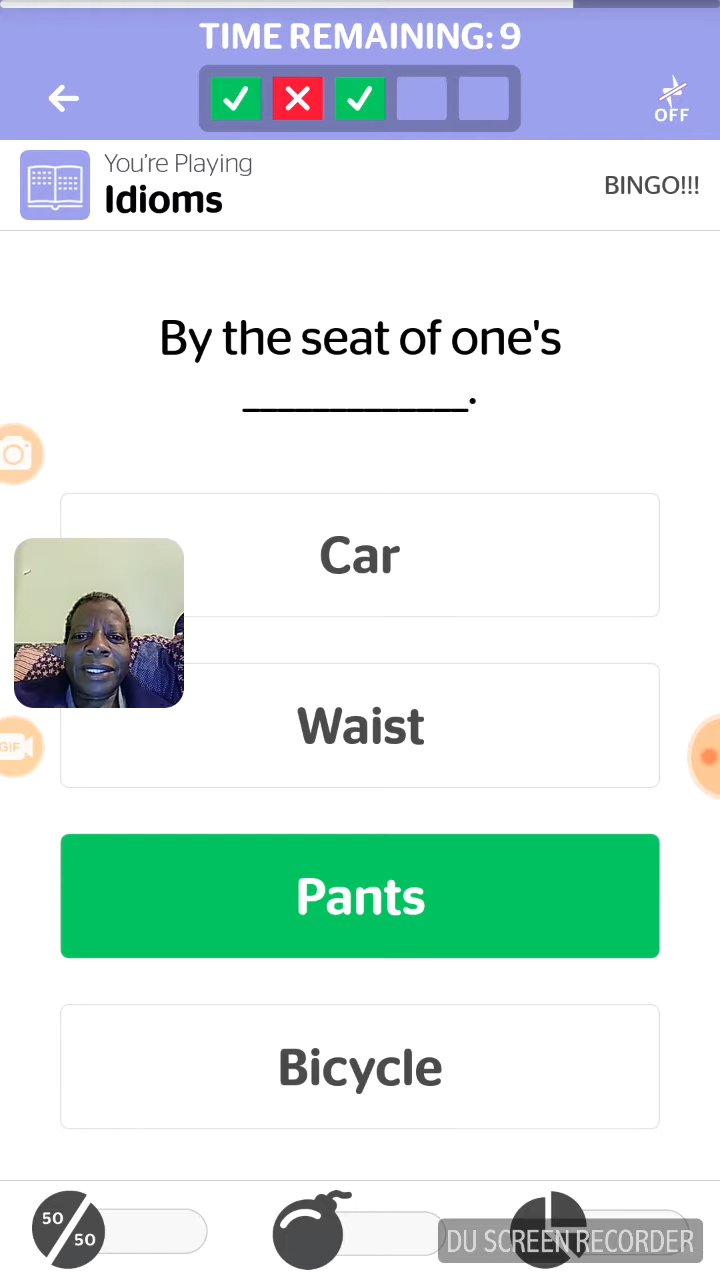 TIME REMAINING: 9
OFF
You're Playing
Idioms
BINGO!!!
By the seat of one's
_____________.
Car
Waist
GIF
Pants
Bicycle
50
50
DU SCREEN RECORDER